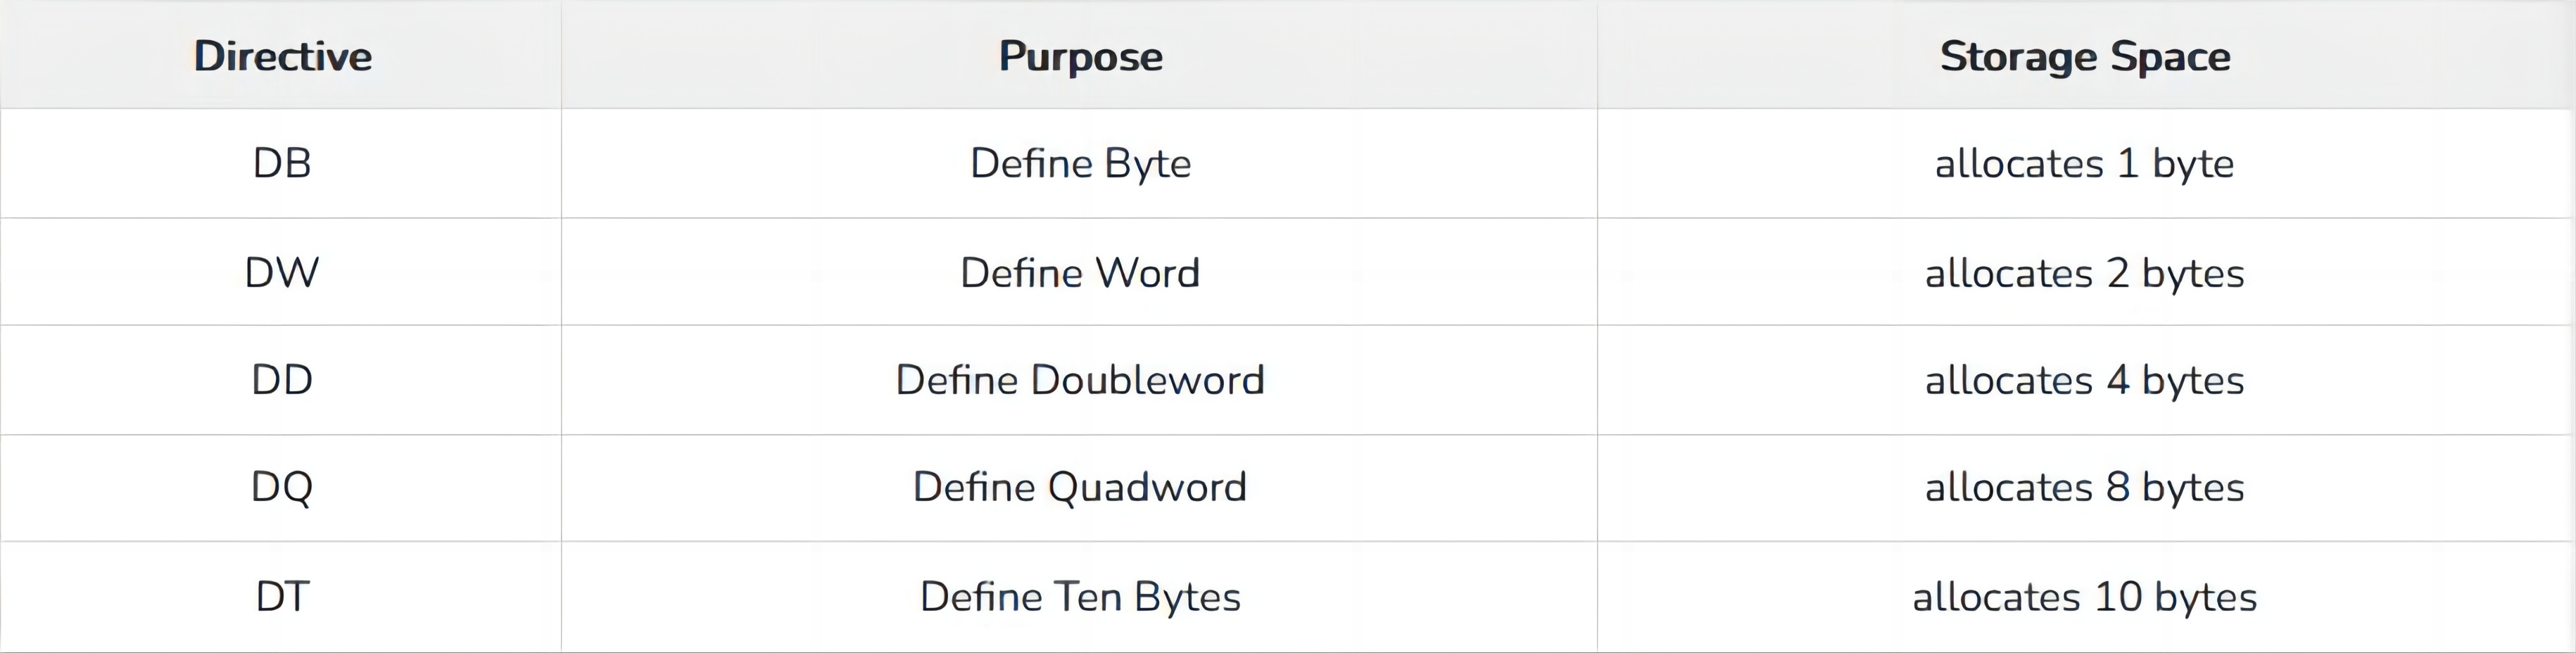 Directive Purpose Storage Space
DB Define Byte allocates 1 byte
DW Define Word allocates 2 bytes
DD Define Doubleword allocates 4 bytes
DQ Define Quadword allocates 8 bytes
DT Define Ten Bytes allocates 10 bytes